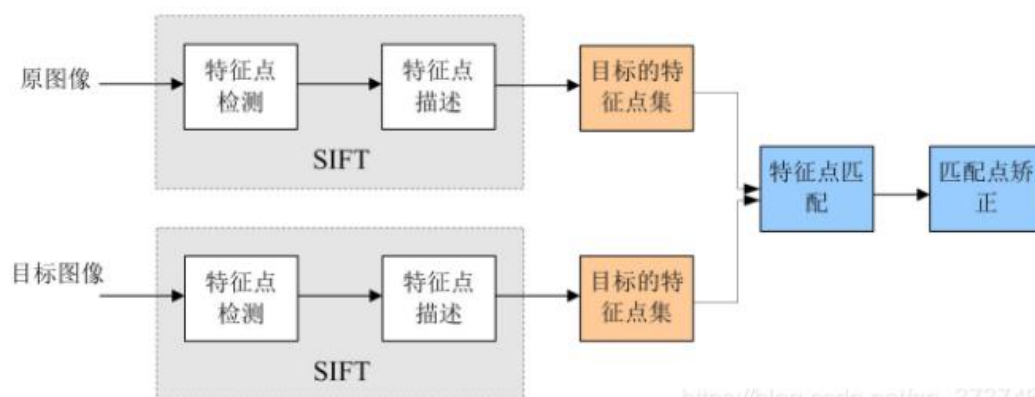 原图像
特征点
检测
特征点
描述
SIFT
目标的特
征点集
目标图像
特征点
检测
特征点
描述
SIFT
目标的特
征点集
特征点匹
配
匹配点矫
正